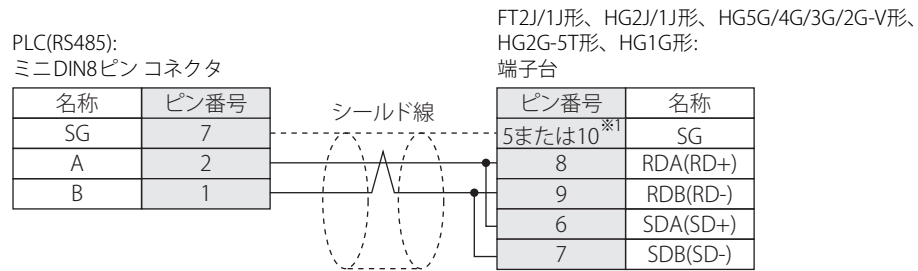 FT2J/1J形、HG2J/1J形、HG5G/4G/3G/2G-V形、
HG2G-5T形、HG1G形:
端子台
PLC(RS485):
ミニDIN8ピン コネクタ
名称 ピン番号
SG 7
A 2
B 1
シールド線
ピン番号 名称
5または10※1 SG
8 RDA(RD+)
9 RDB(RD-)
6 SDA(SD+)
7 SDB(SD-)